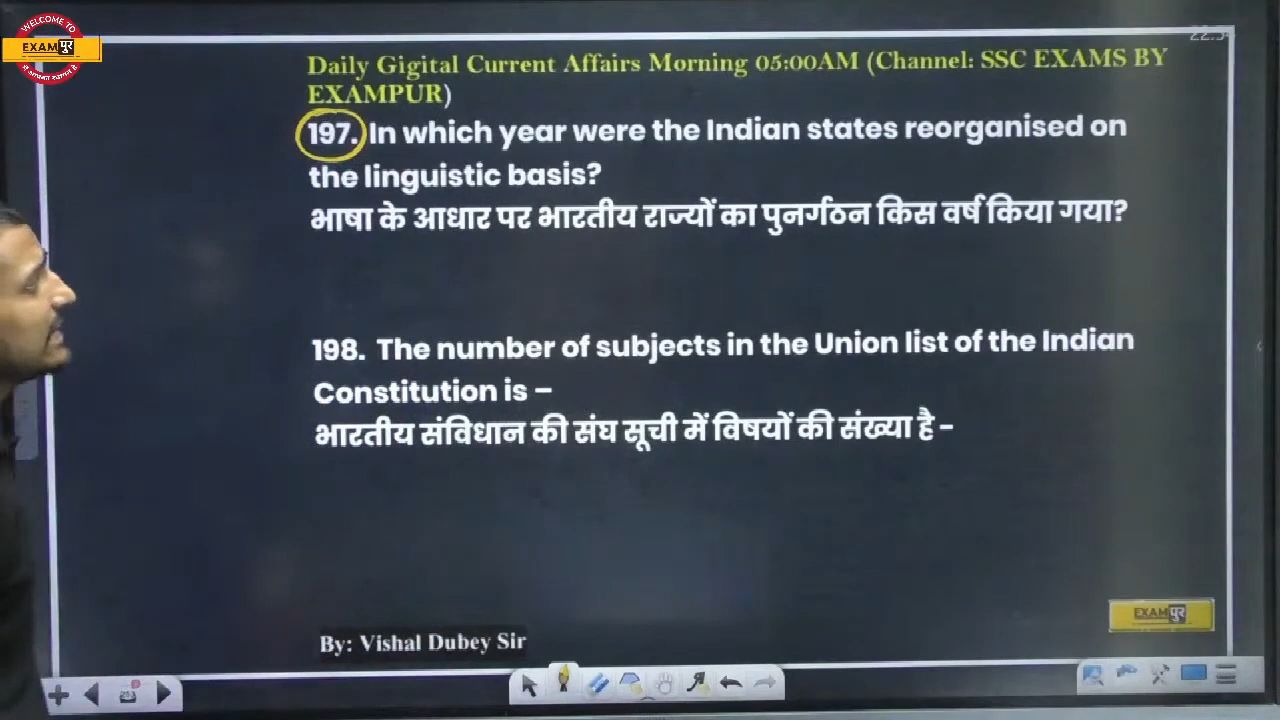 WELCOME TO
EXAMपुर
Daily Gigital Current Affairs Morning 05:00AM (Channel: SSC EXAMS BY
EXAMPUR)
197. In which year were the Indian states reorganised on
the linguistic basis?
भाषा के आधार पर भारतीय राज्यों का पुनर्गठन किस वर्ष किया गया?
198. The number of subjects in the Union list of the Indian
Constitution is –
भारतीय संविधान की संघ सूची में विषयों की संख्या है -
EXAMपुर
By: Vishal Dubey Sir